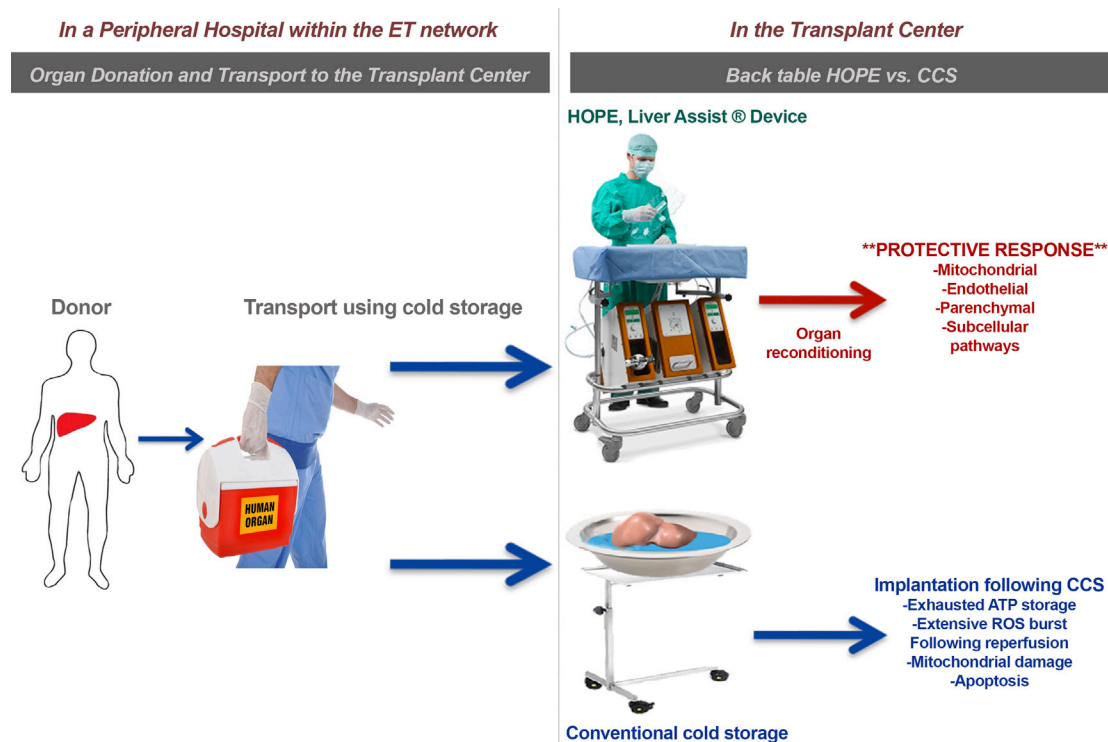 In a Peripheral Hospital within the ET network
Organ Donation and Transport to the Transplant Center
Donor
Transport using cold storage
HUMAN
ORGAN
In the Transplant Center
Back table HOPE vs. CCS
HOPE, Liver Assist ® Device
Organ
reconditioning
**PROTECTIVE RESPONSE**
-Mitochondrial
-Endothelial
-Parenchymal
-Subcellular
pathways
Implantation following CCS
-Exhausted ATP storage
-Extensive ROS burst
Following reperfusion
-Mitochondrial damage
-Apoptosis
Conventional cold storage